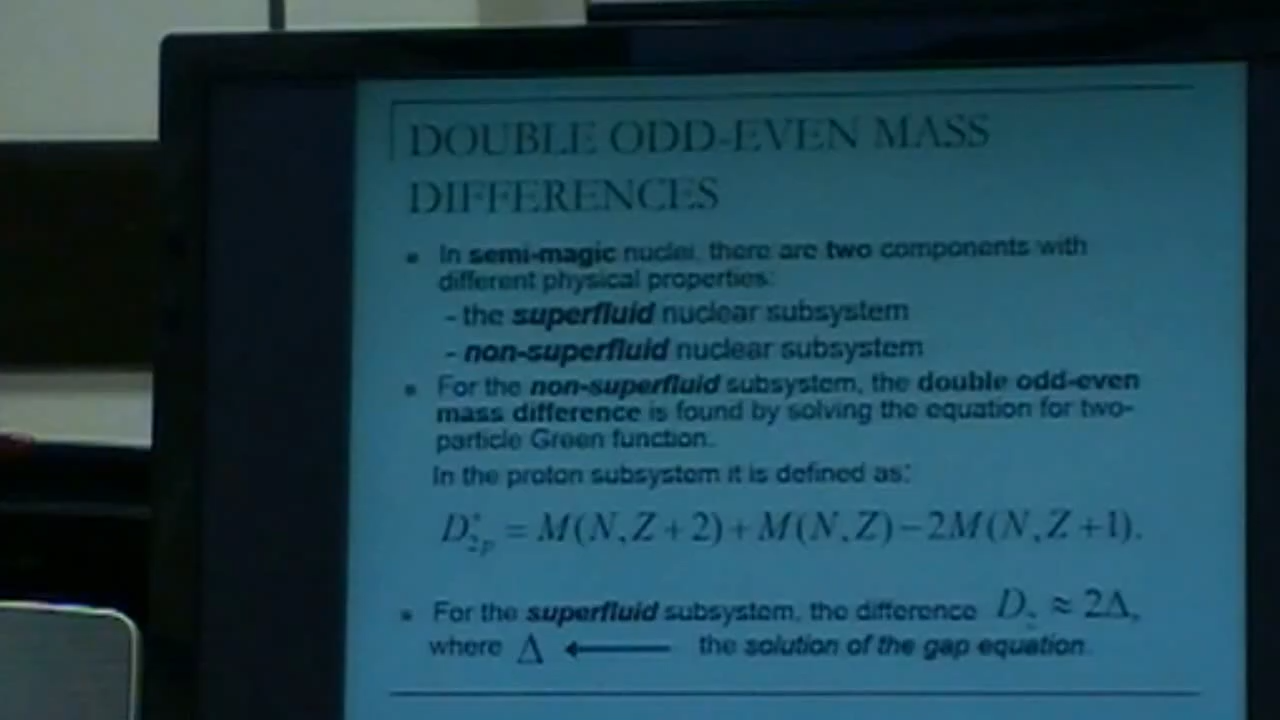 DOUBLE ODD-EVEN MASS
DIFFERENCES
▪ In semi-magic nuclei, there are two components with
different physical properties:
- the superfluid nuclear subsystem
- non-superfluid nuclear subsystem
▪ For the non-superfluid subsystem, the double odd-even
mass difference is found by solving the equation for two-
particle Green function.
In the proton subsystem it is defined as:
D₂ₚ⁺ = M(N,Z + 2) + M(N,Z) − 2M(N,Z +1).
▪ For the superfluid subsystem, the difference D₂ ≈ 2Δ,
where Δ ← the solution of the gap equation.